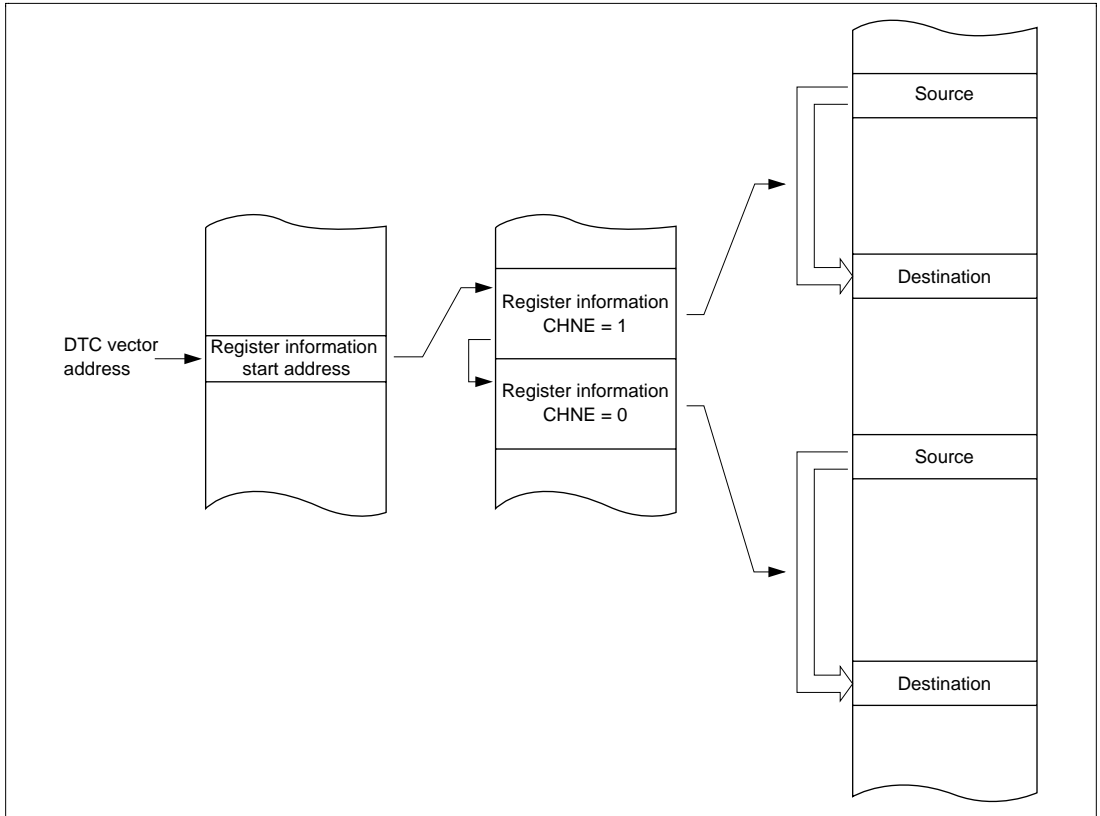 DTC vector
address
Register information
start address
Register information
CHNE = 1
Register information
CHNE = 0
Source
Destination
Source
Destination